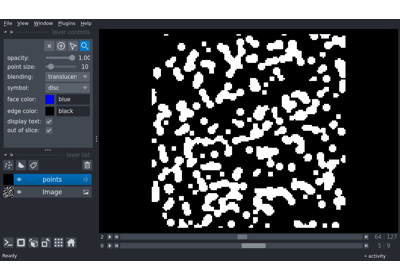 File View Window Plugins Help
layer controls
opacity: 1.00
point size: 10
blending: translucen
symbol: disc
face color: blue
edge color: black
display text: ✓
out of slice: ✓
layer list
points
Image
2 64 127
0 5 9
Ready activity